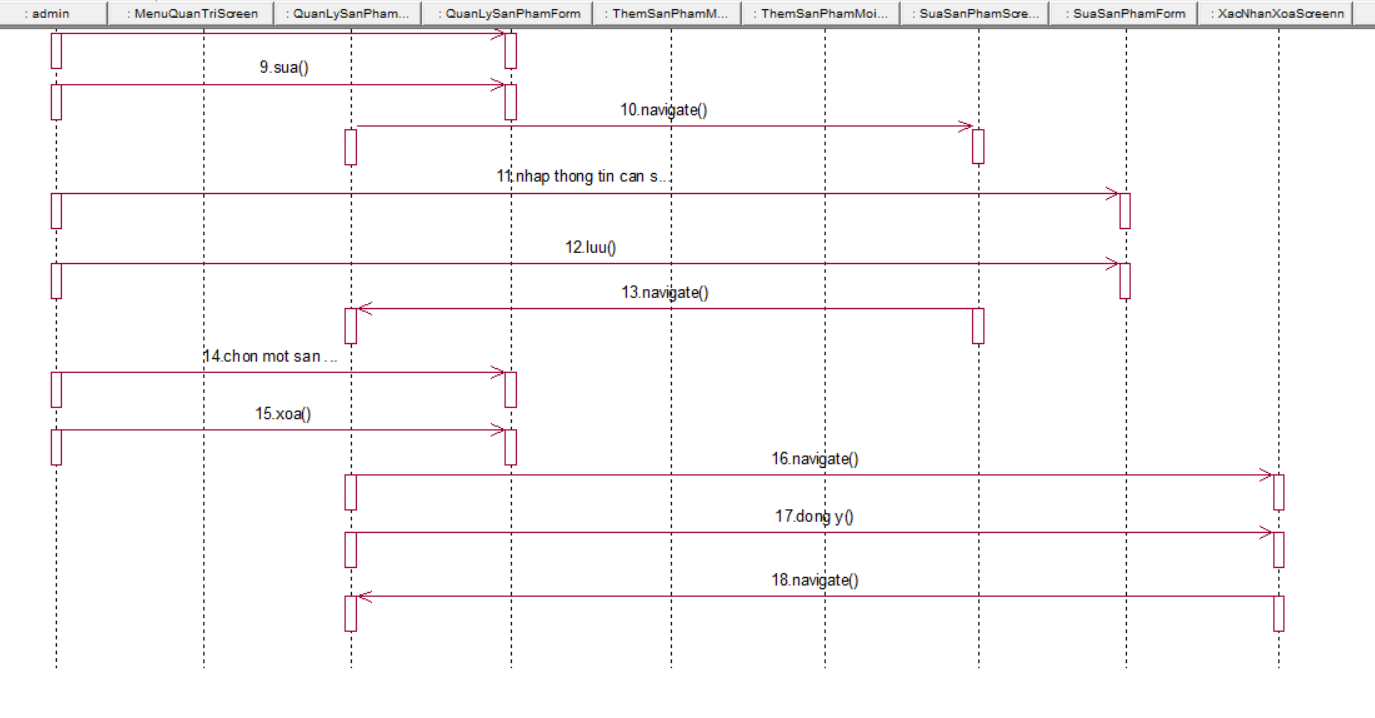 : admin
: MenuQuanTriScreen
: QuanLySanPham...
: QuanLySanPhamForm
: ThemSanPhamM...
: ThemSanPhamMoi...
: SuaSanPhamScre...
: SuaSanPhamForm
: XacNhanXoaScreenn
9.sua()
10.navigate()
11.nhap thong tin can s...
12.luu()
13.navigate()
14.chon mot san ...
15.xoa()
16.navigate()
17.dong y()
18.navigate()